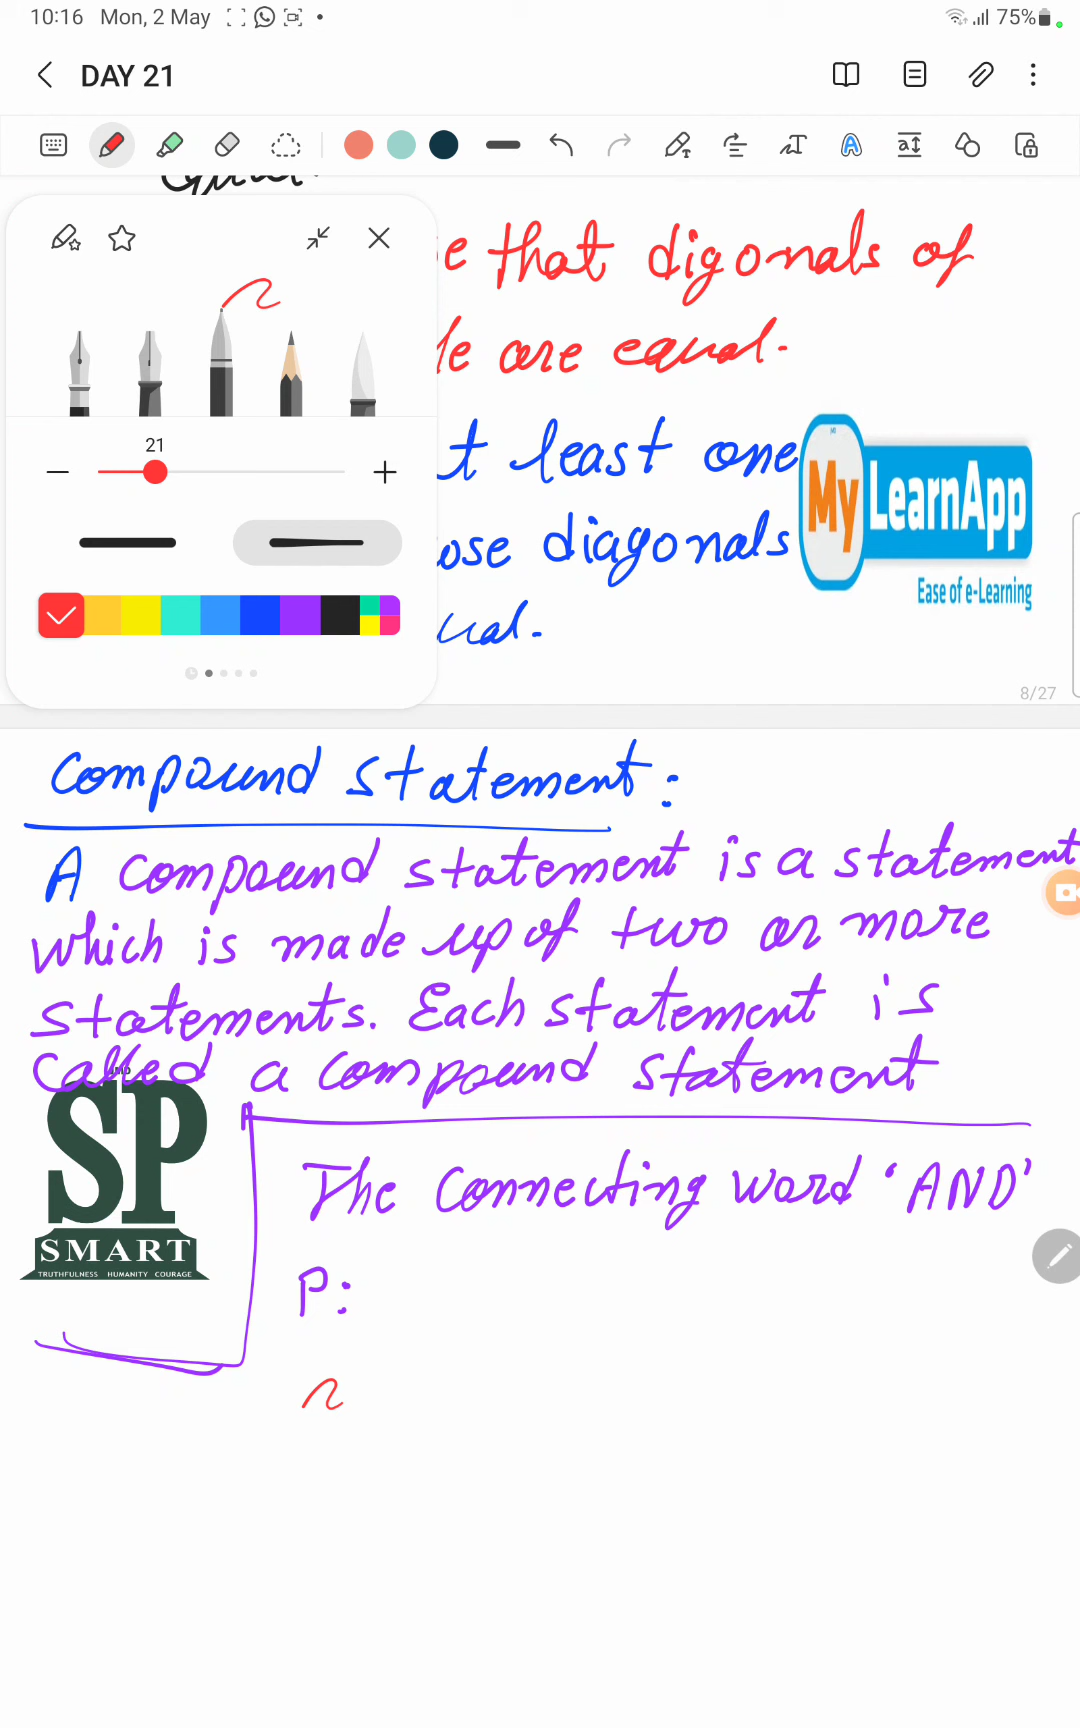 10:16 Mon, 2 May
75%
DAY 21
e that digonals of
le are equal.
21
t least one
ose diagonals
ual.
My LearnApp
Ease of e-Learning
8/27
Compound statement:
A compound statement is a statement
which is made up of two or more
statements. Each statement is
called a compound statement
SP
SMART
TRUTHFULNESS HUMANITY COURAGE
The connecting word 'AND'
P: